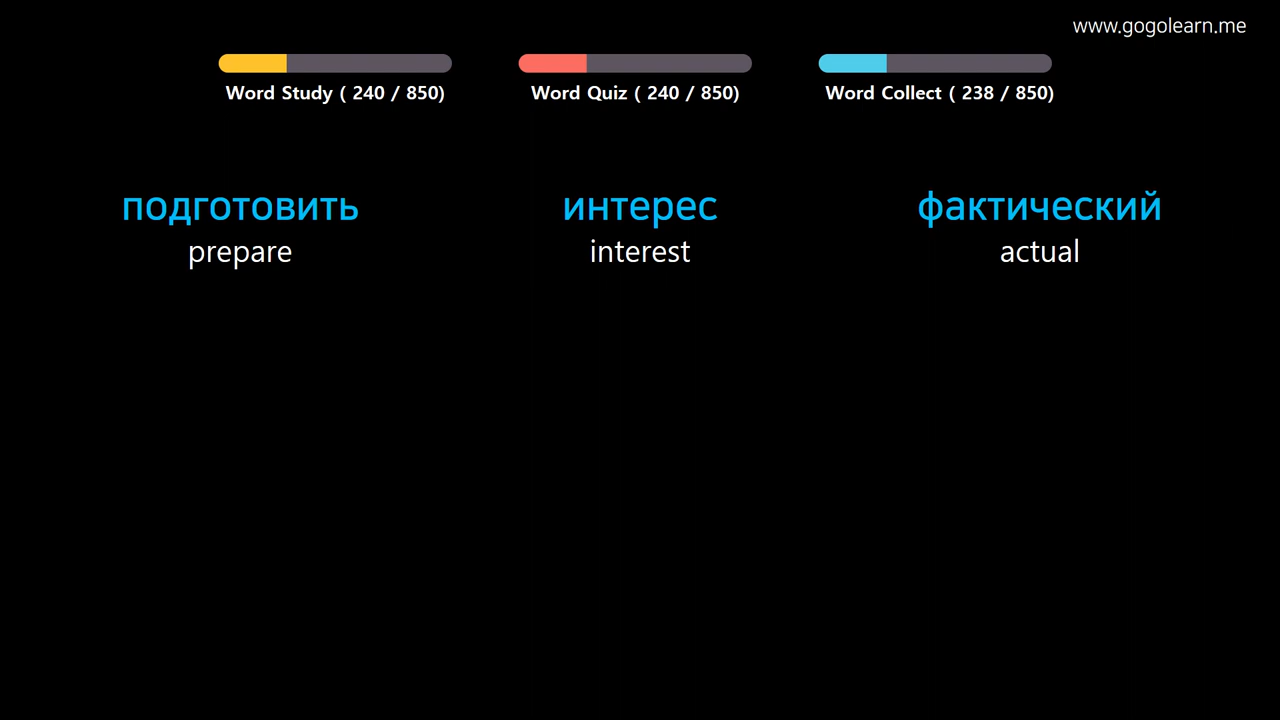 www.gogolearn.me
Word Study ( 240 / 850)
Word Quiz ( 240 / 850)
Word Collect ( 238 / 850)
подготовить
prepare
интерес
interest
фактический
actual